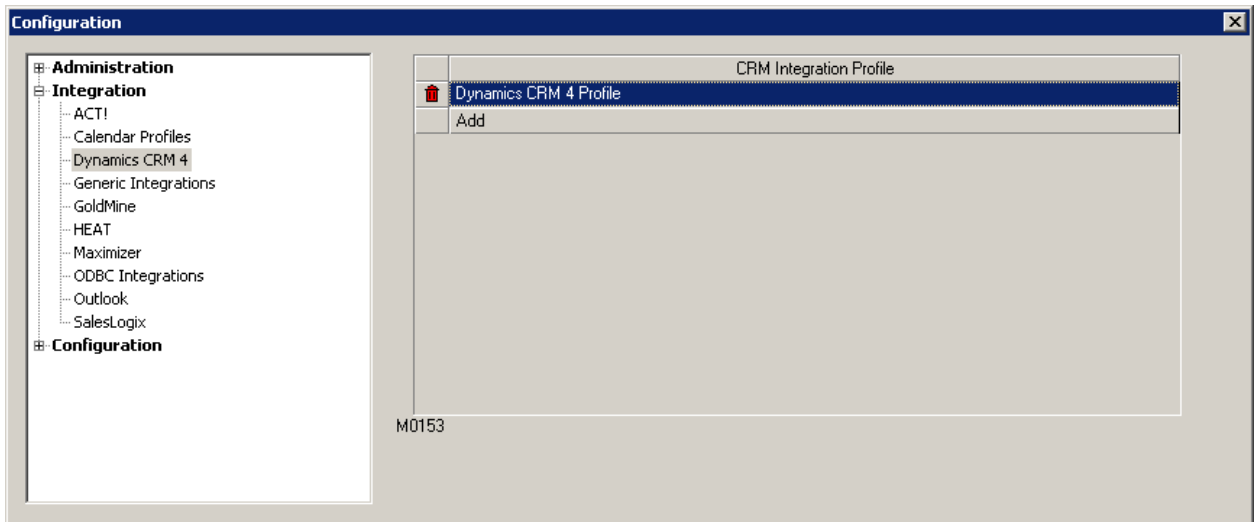 Configuration
Administration
Integration
ACT!
Calendar Profiles
Dynamics CRM 4
Generic Integrations
GoldMine
HEAT
Maximizer
ODBC Integrations
Outlook
SalesLogix
Configuration
CRM Integration Profile
Dynamics CRM 4 Profile
Add
M0153